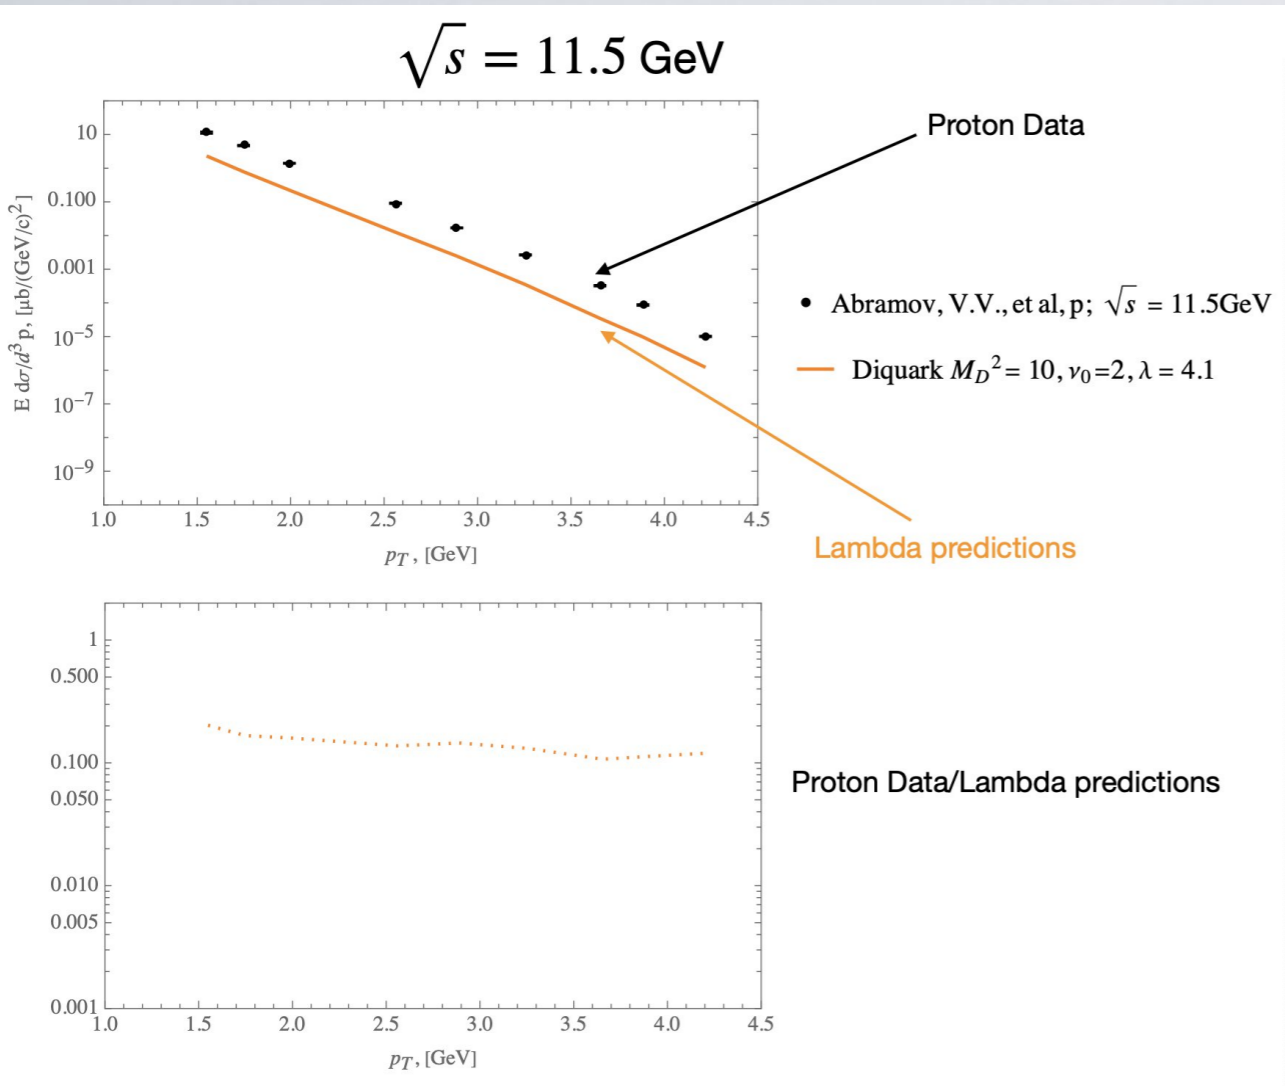 √s = 11.5 GeV
10
0.100
0.001
10⁻⁵
10⁻⁷
10⁻⁹
E dσ/d³ p, [μb/(GeV/c)²]
1.0 1.5 2.0 2.5 3.0 3.5 4.0 4.5
p_T, [GeV]
Proton Data
Abramov, V.V., et al, p; √s = 11.5GeV
Diquark M_D² = 10, ν₀=2, λ = 4.1
Lambda predictions
1
0.500
0.100
0.050
0.010
0.005
0.001
1.0 1.5 2.0 2.5 3.0 3.5 4.0 4.5
p_T, [GeV]
Proton Data/Lambda predictions